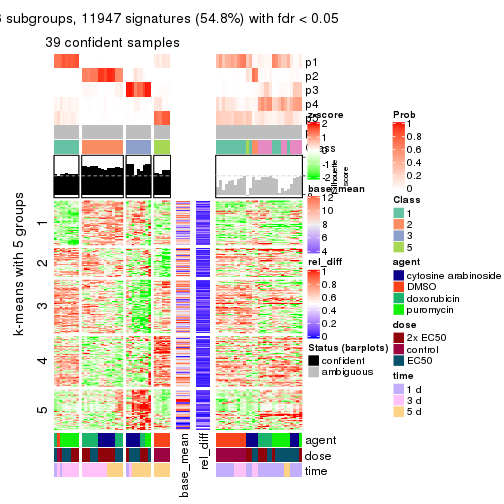 subgroups, 11947 signatures (54.8%) with fdr < 0.05
39 confident samples
p1
p2
p3
p4
z-score
2
1
-2
Silhouette
score
base_mean
12
10
8
6
4
rel_diff
1
0.8
0.6
0.4
0.2
0
Status (barplots)
confident
ambiguous
Prob
1
0.8
0.6
0.4
0.2
0
Class
1
2
3
5
agent
cytosine arabinoside
DMSO
doxorubicin
puromycin
dose
2x EC50
control
EC50
time
1 d
3 d
5 d
k-means with 5 groups
1
2
3
4
5
base_mean
rel_diff
agent
dose
time